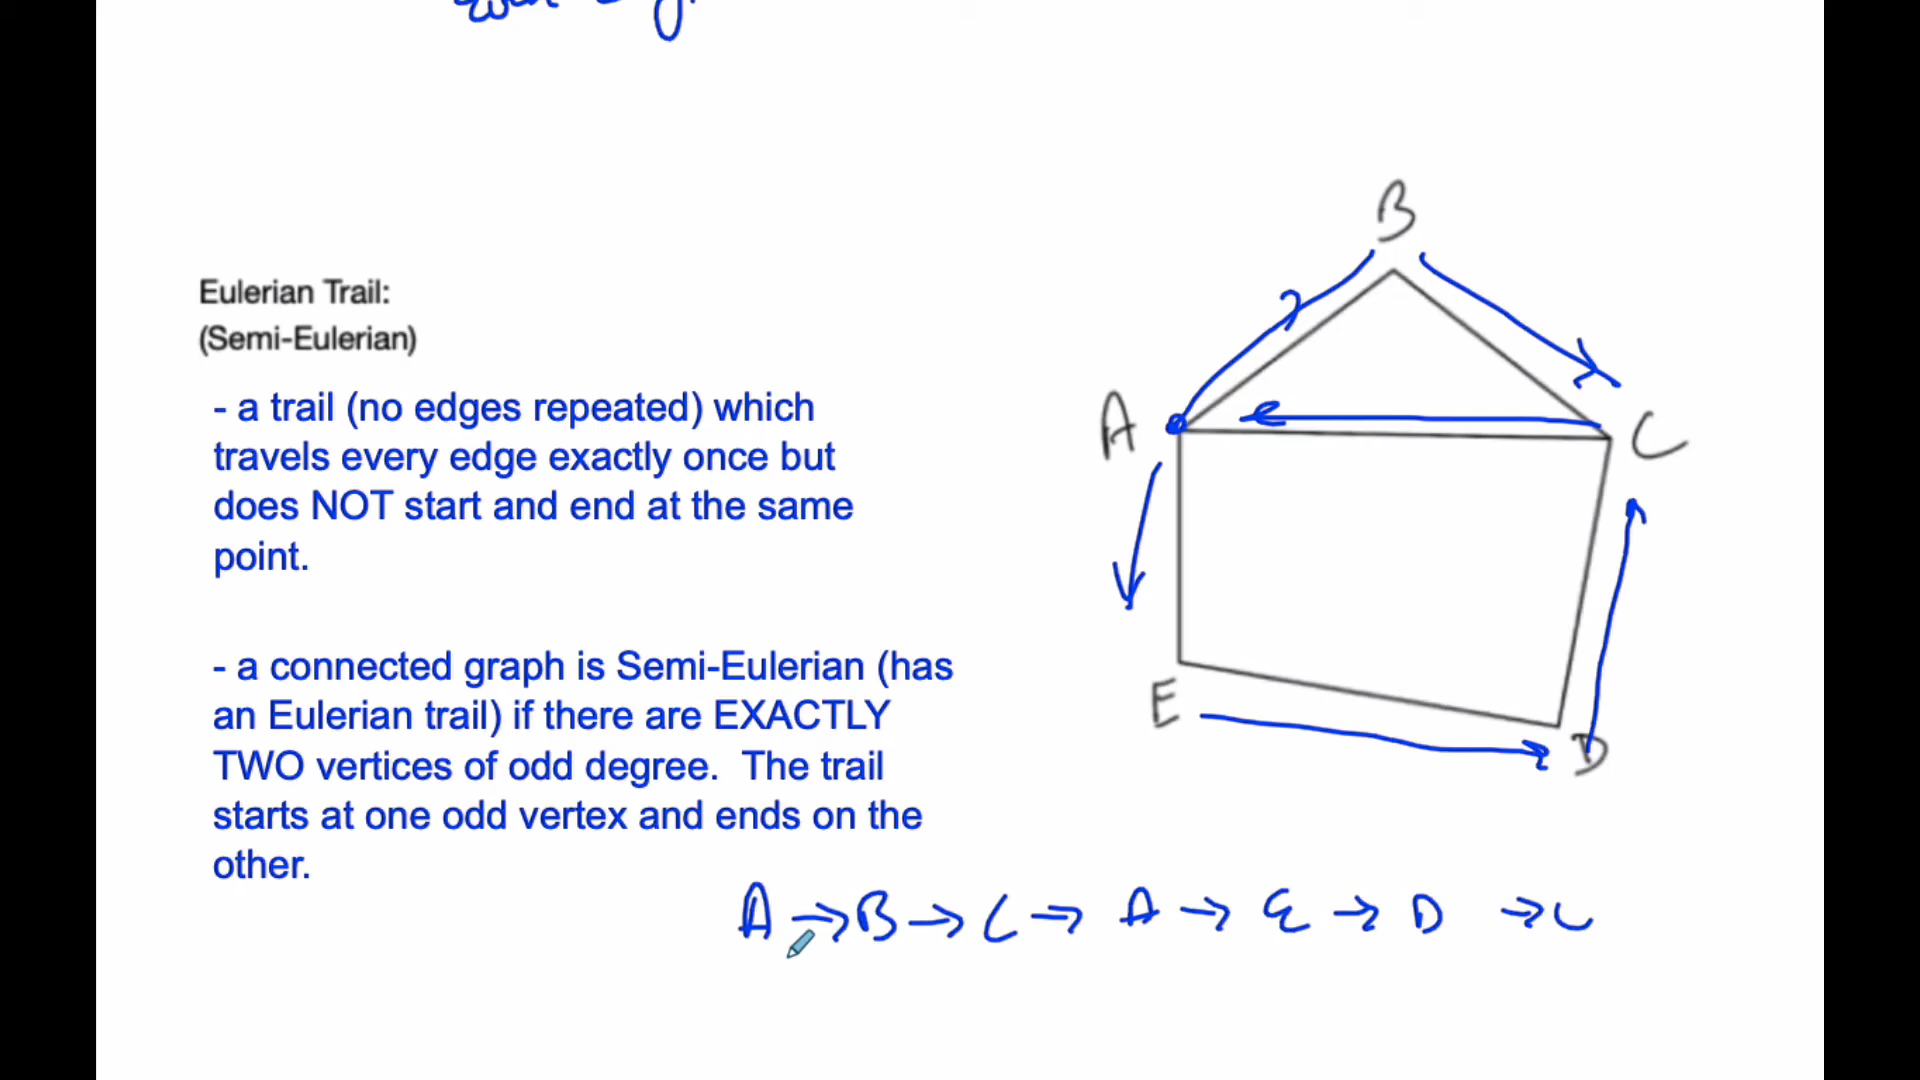 Eulerian Trail:
(Semi-Eulerian)
- a trail (no edges repeated) which
travels every edge exactly once but
does NOT start and end at the same
point.
- a connected graph is Semi-Eulerian (has
an Eulerian trail) if there are EXACTLY
TWO vertices of odd degree. The trail
starts at one odd vertex and ends on the
other.
B
A
C
E
D
A → B → C → A → E → D → C